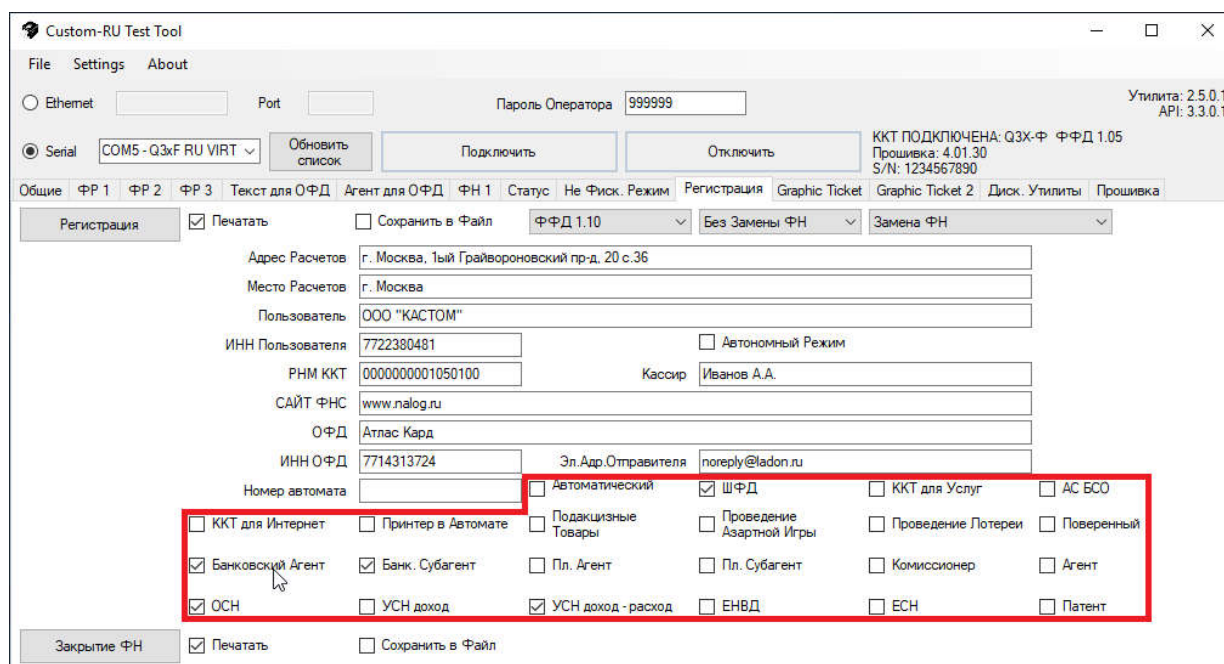 Custom-RU Test Tool
File Settings About
Ethernet Port Пароль Оператора 999999 Утилита: 2.5.0.1
API: 3.3.0.1
Serial COM5 - Q3xF RU VIRT Обновить список Подключить Отключить ККТ ПОДКЛЮЧЕНА: Q3X-Ф ФФД 1.05
Прошивка: 4.01.30
S/N: 1234567890
Общие ФР 1 ФР 2 ФР 3 Текст для ОФД Агент для ОФД ФН 1 Статус Не Фиск. Режим Регистрация Graphic Ticket Graphic Ticket 2 Диск. Утилиты Прошивка
Регистрация Печатать Сохранить в Файл ФФД 1.10 Без Замены ФН Замена ФН
Адрес Расчетов г. Москва, 1ый Грайвороновский пр-д, 20 с.36
Место Расчетов г. Москва
Пользователь ООО "КАСТОМ"
ИНН Пользователя 7722380481 Автономный Режим
РНМ ККТ 0000000001050100 Кассир Иванов А.А.
САЙТ ФНС www.nalog.ru
ОФД Атлас Кард
ИНН ОФД 7714313724 Эл.Адр.Отправителя noreply@ladon.ru
Номер автомата Автоматический ШФД ККТ для Услуг АС БСО
ККТ для Интернет Принтер в Автомате Подакцизные Товары Проведение Азартной Игры Проведение Лотереи Поверенный
Банковский Агент Банк. Субагент Пл. Агент Пл. Субагент Комиссионер Агент
ОСН УСН доход УСН доход - расход ЕНВД ЕСН Патент
Закрытие ФН Печатать Сохранить в Файл